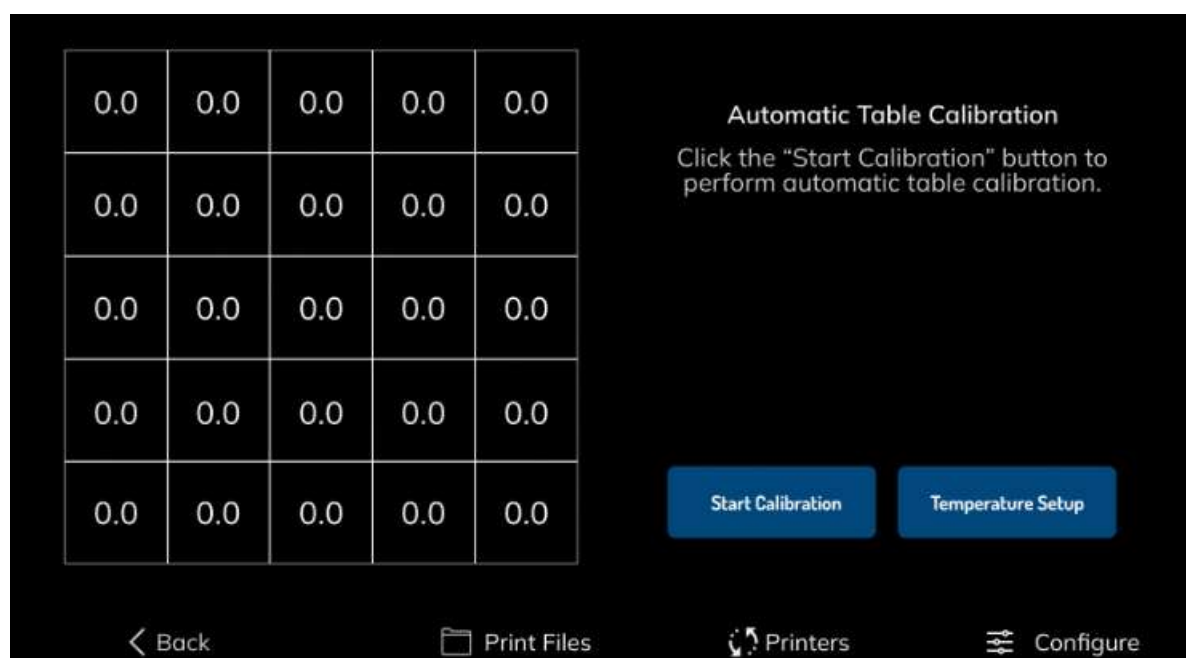 0.0 0.0 0.0 0.0 0.0
0.0 0.0 0.0 0.0 0.0
0.0 0.0 0.0 0.0 0.0
0.0 0.0 0.0 0.0 0.0
0.0 0.0 0.0 0.0 0.0
Automatic Table Calibration
Click the “Start Calibration” button to
perform automatic table calibration.
Start Calibration
Temperature Setup
Back
Print Files
Printers
Configure